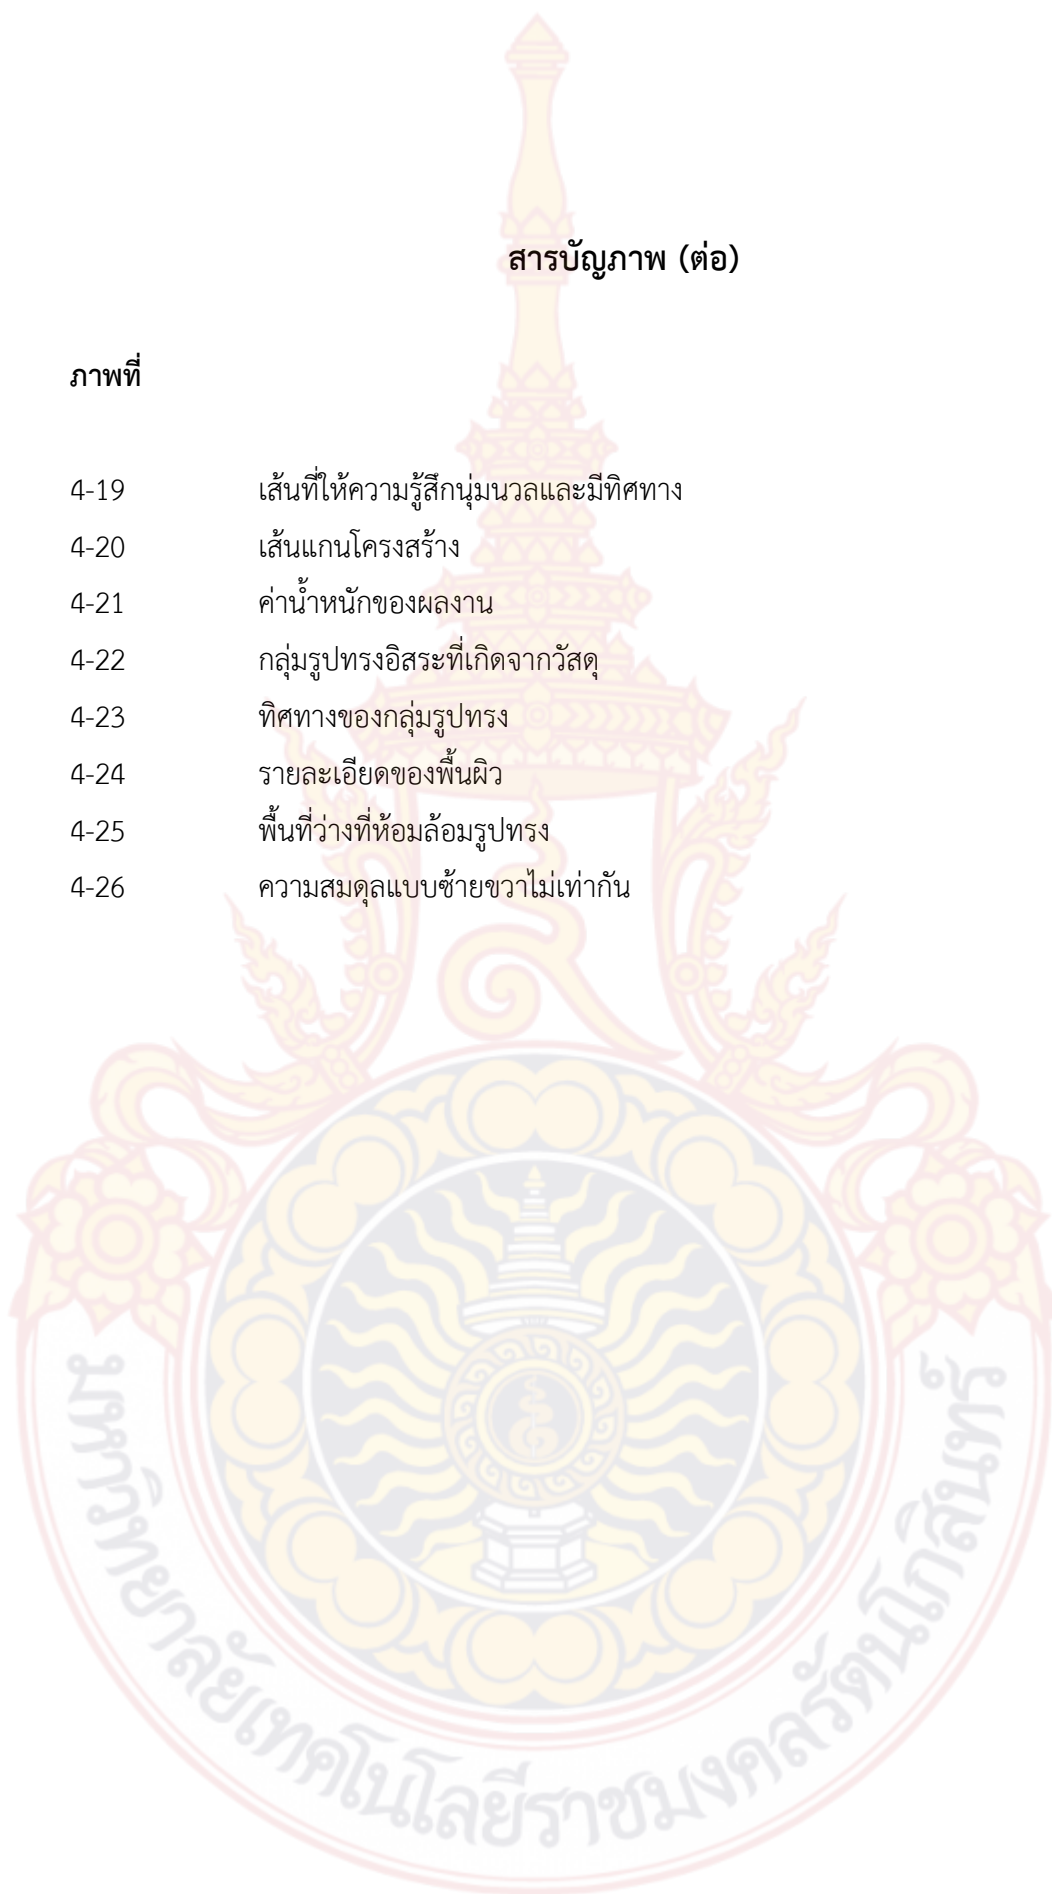 สารบัญภาพ (ต่อ)
ภาพที่
4-19 เส้นที่ให้ความรู้สึกนุ่มนวลและมีทิศทาง
4-20 เส้นแกนโครงสร้าง
4-21 ค่าน้ำหนักของผลงาน
4-22 กลุ่มรูปทรงอิสระที่เกิดจากวัสดุ
4-23 ทิศทางของกลุ่มรูปทรง
4-24 รายละเอียดของพื้นผิว
4-25 พื้นที่ว่างที่ห้อมล้อมรูปทรง
4-26 ความสมดุลแบบซ้ายขวาไม่เท่ากัน
มหาวิทยาลัยเทคโนโลยีราชมงคลรัตนโกสินทร์